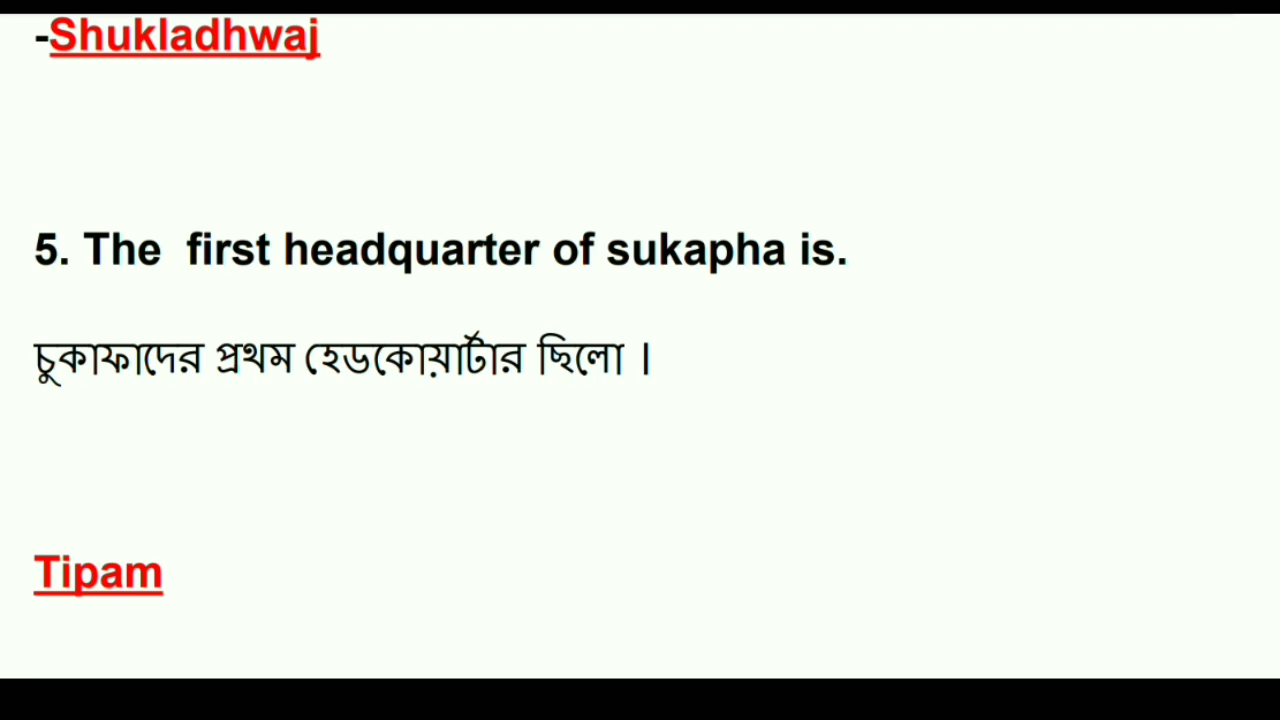 -Shukladhwaj
5. The  first headquarter of sukapha is.
চুকাফাদের প্রথম হেডকোয়ার্টার ছিলো ।
Tipam